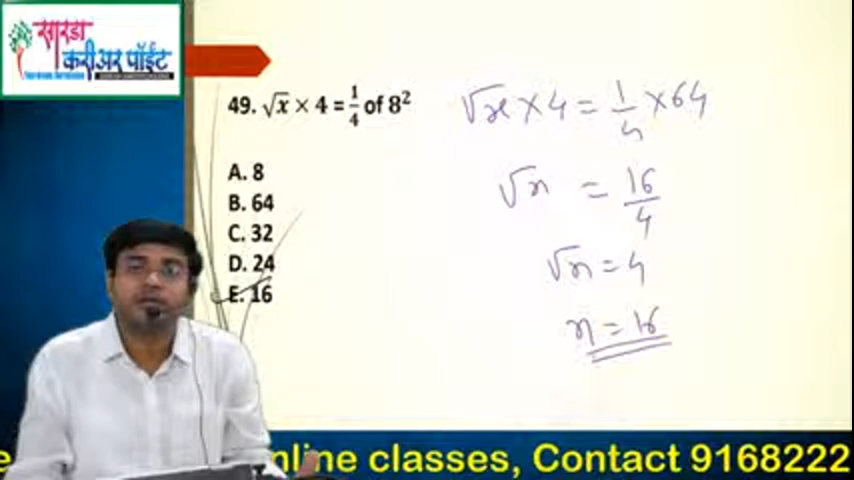 सारडा
करीअर पॉईंट
49. √x × 4 = 1/4 of 8²
A. 8
B. 64
C. 32
D. 24
E. 16
√x × 4 = 1/4 × 64
√x = 16/4
√x = 4
x = 16
nline classes, Contact 9168222